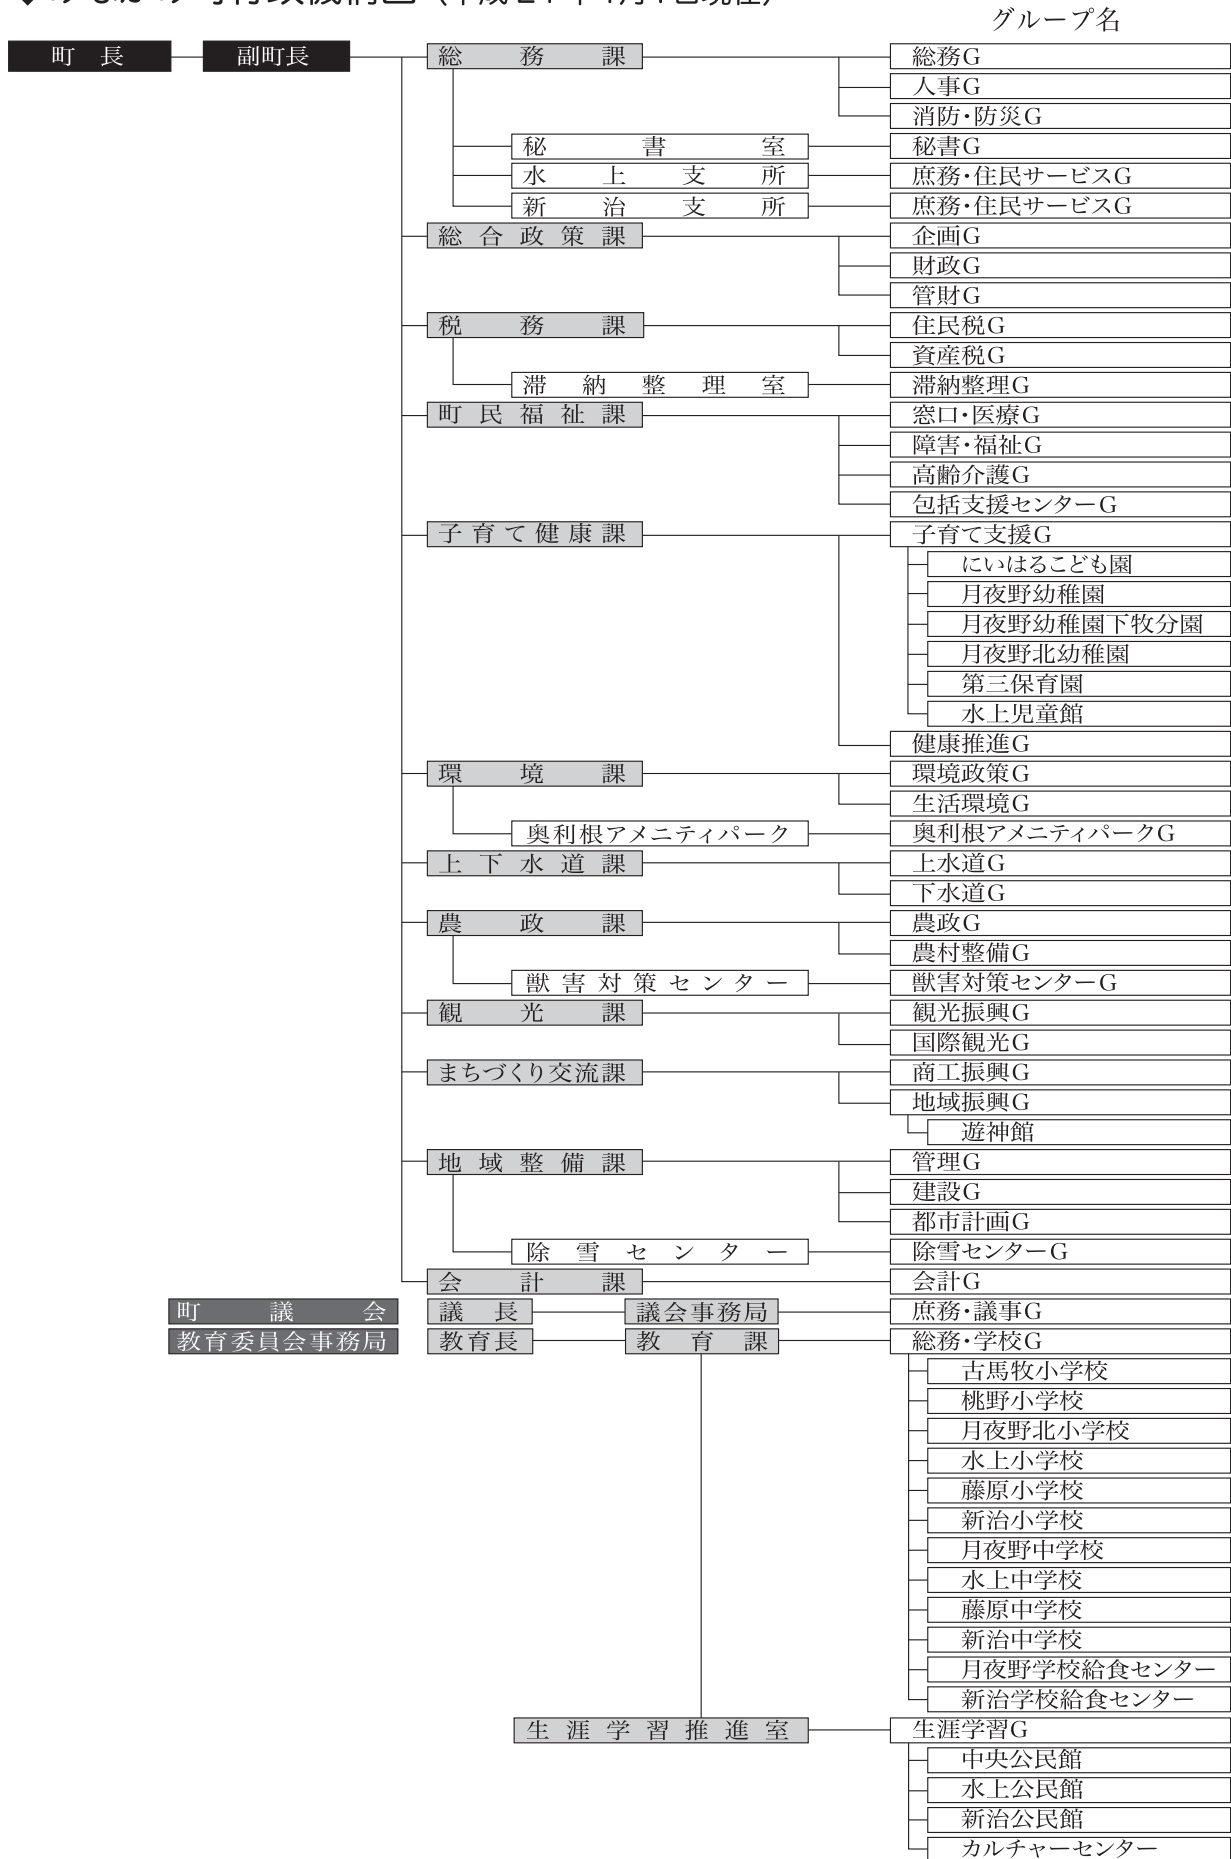 グループ名
町長 副町長 総務課 総務G
人事G
消防・防災G
秘書室 秘書G
水上支所 庶務・住民サービスG
新治支所 庶務・住民サービスG
総合政策課 企画G
財政G
管財G
税務課 住民税G
資産税G
滞納整理室 滞納整理G
町民福祉課 窓口・医療G
障害・福祉G
高齢介護G
包括支援センターG
子育て健康課 子育て支援G
にいはるこども園
月夜野幼稚園
月夜野幼稚園下牧分園
月夜野北幼稚園
第三保育園
水上児童館
健康推進G
環境課 環境政策G
生活環境G
奥利根アメニティパーク 奥利根アメニティパークG
上下水道課 上水道G
下水道G
農政課 農政G
農村整備G
獣害対策センター 獣害対策センターG
観光課 観光振興G
国際観光G
まちづくり交流課 商工振興G
地域振興G
遊神館
地域整備課 管理G
建設G
都市計画G
除雪センター 除雪センターG
会計課 会計G
町議会 議長 議会事務局 庶務・議事G
教育委員会事務局 教育長 教育課 総務・学校G
古馬牧小学校
桃野小学校
月夜野北小学校
水上小学校
藤原小学校
新治小学校
月夜野中学校
水上中学校
藤原中学校
新治中学校
月夜野学校給食センター
新治学校給食センター
生涯学習推進室 生涯学習G
中央公民館
水上公民館
新治公民館
カルチャーセンター